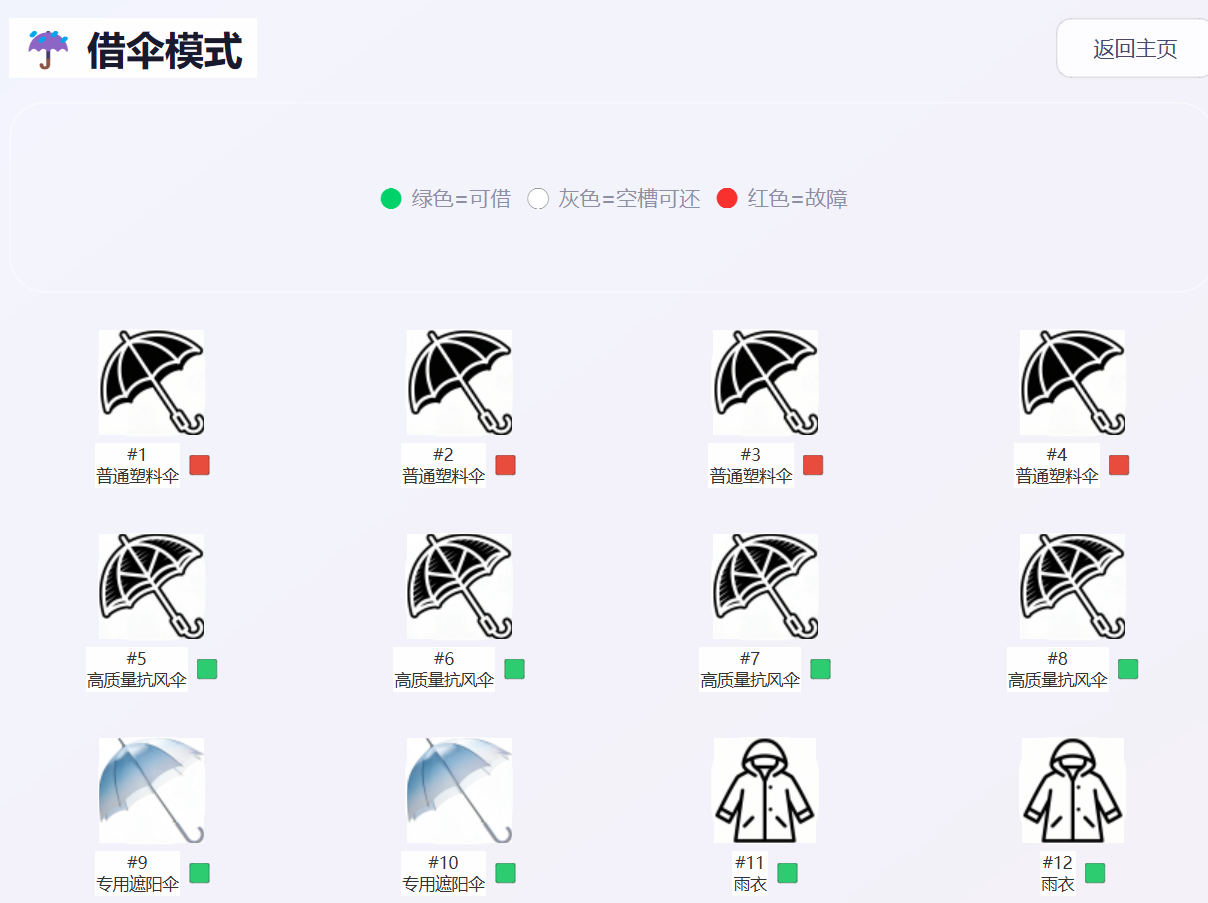 借伞模式
返回主页
绿色=可借 灰色=空槽可还 红色=故障
#1
普通塑料伞
#2
普通塑料伞
#3
普通塑料伞
#4
普通塑料伞
#5
高质量抗风伞
#6
高质量抗风伞
#7
高质量抗风伞
#8
高质量抗风伞
#9
专用遮阳伞
#10
专用遮阳伞
#11
雨衣
#12
雨衣